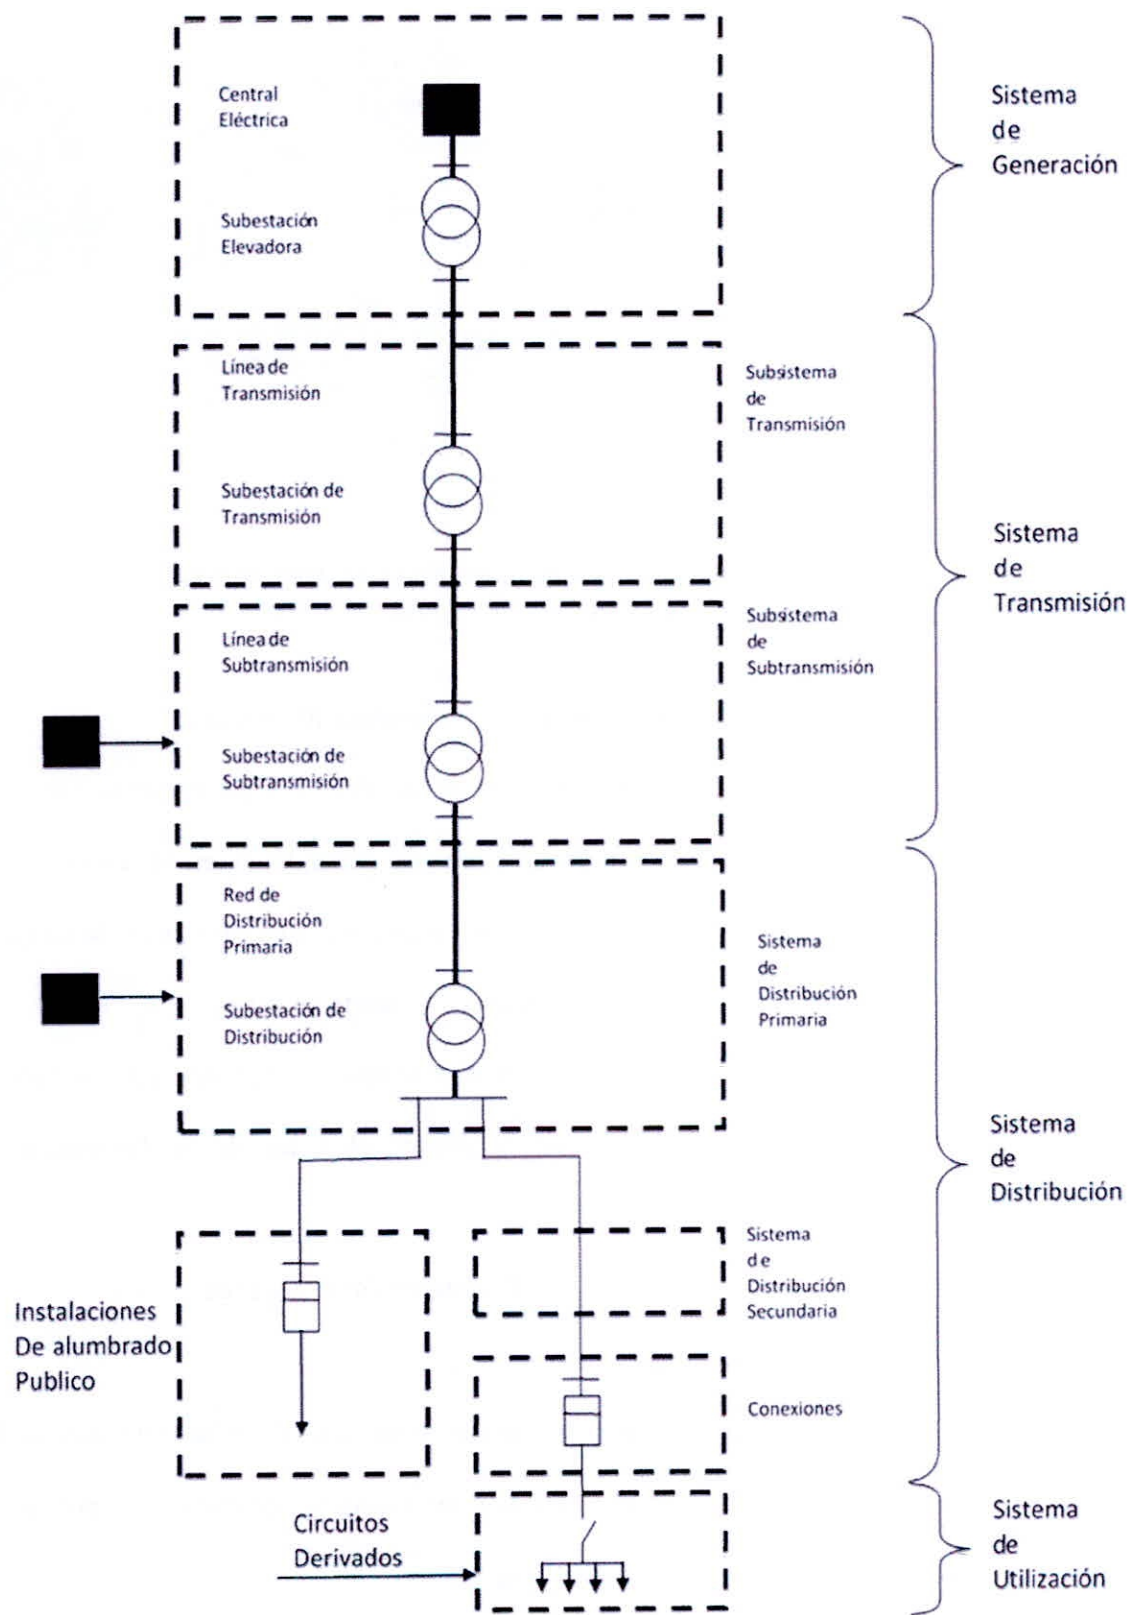 Central
Eléctrica
Subestación
Elevadora
Sistema
de
Generación
Línea de
Transmisión
Subestación de
Transmisión
Subsistema
de
Transmisión
Línea de
Subtransmisión
Subestación de
Subtransmisión
Subsistema
de
Subtransmisión
Sistema
de
Transmisión
Red de
Distribución
Primaria
Subestación de
Distribución
Sistema
de
Distribución
Primaria
Instalaciones
De alumbrado
Publico
Sistema
de
Distribución
Secundaria
Conexiones
Sistema
de
Distribución
Circuitos
Derivados
Sistema
de
Utilización